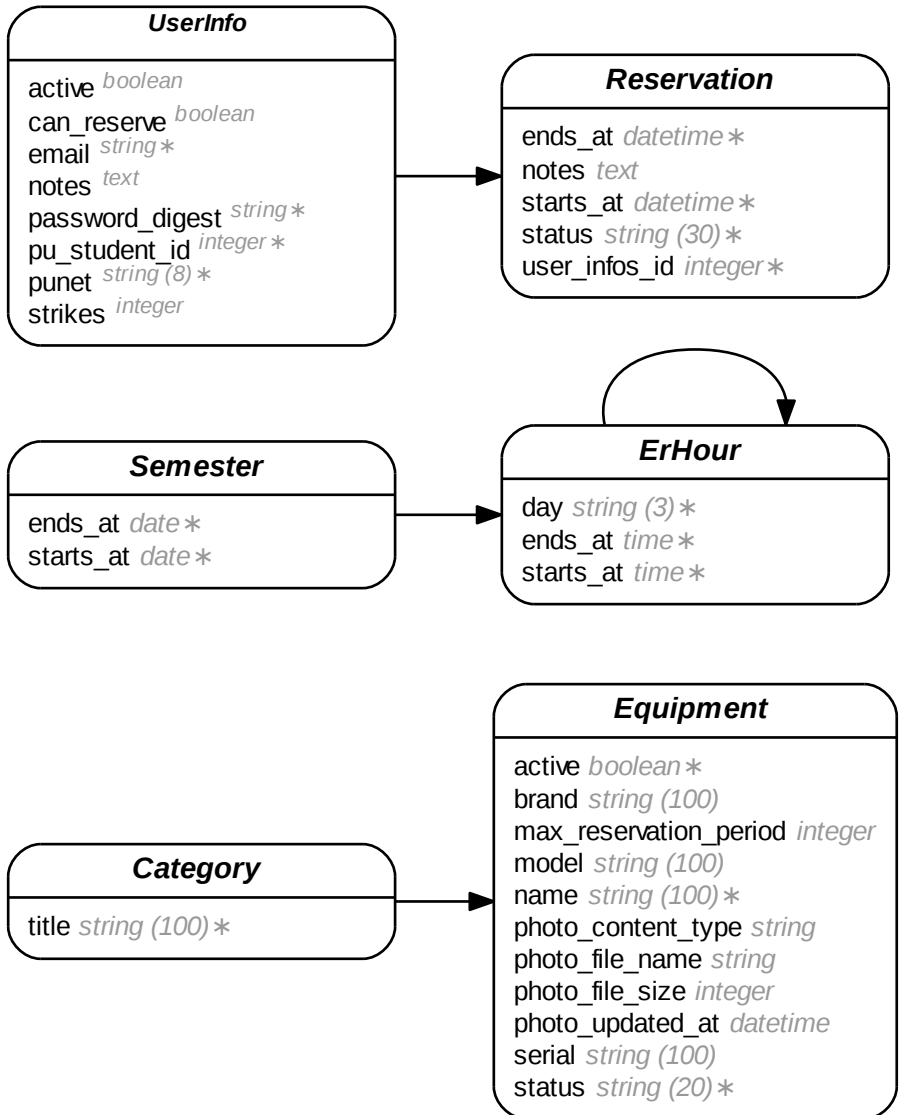 UserInfo
active boolean
can_reserve boolean
email string∗
notes text
password_digest string∗
pu_student_id integer∗
punet string (8)∗
strikes integer
Reservation
ends_at datetime∗
notes text
starts_at datetime∗
status string (30)∗
user_infos_id integer∗
Semester
ends_at date∗
starts_at date∗
ErHour
day string (3)∗
ends_at time∗
starts_at time∗
Category
title string (100)∗
Equipment
active boolean∗
brand string (100)
max_reservation_period integer
model string (100)
name string (100)∗
photo_content_type string
photo_file_name string
photo_file_size integer
photo_updated_at datetime
serial string (100)
status string (20)∗